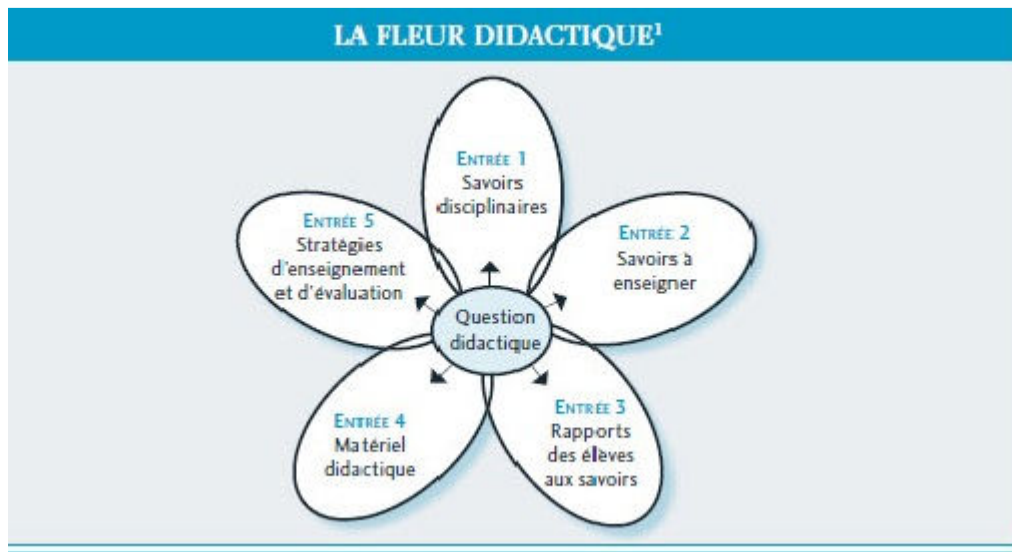 LA FLEUR DIDACTIQUE¹
ENTRÉE 1
Savoirs
disciplinaires
ENTRÉE 2
Savoirs à
enseigner
ENTRÉE 3
Rapports
des élèves
aux savoirs
ENTRÉE 4
Matériel
didactique
ENTRÉE 5
Stratégies
d'enseignement
et d'évaluation
Question
didactique